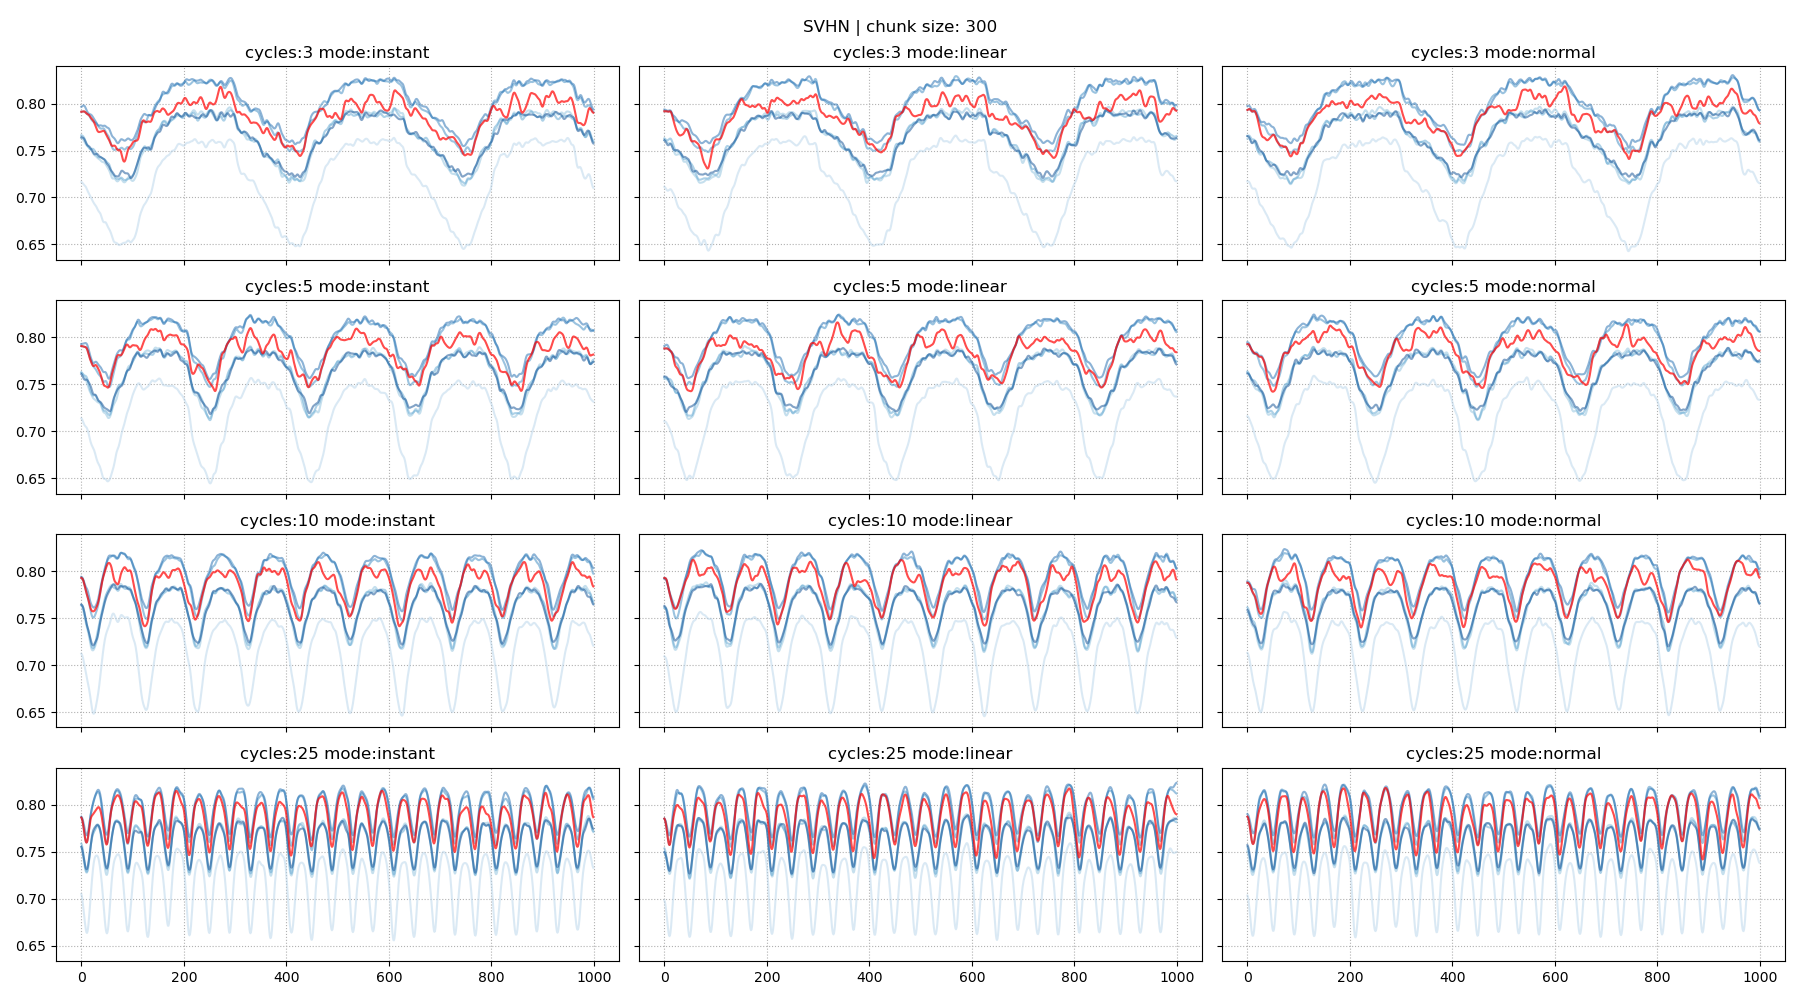 SVHN | chunk size: 300
cycles:3 mode:instant
cycles:3 mode:linear
cycles:3 mode:normal
0.80
0.75
0.70
0.65
cycles:5 mode:instant
cycles:5 mode:linear
cycles:5 mode:normal
0.80
0.75
0.70
0.65
cycles:10 mode:instant
cycles:10 mode:linear
cycles:10 mode:normal
0.80
0.75
0.70
0.65
cycles:25 mode:instant
cycles:25 mode:linear
cycles:25 mode:normal
0.80
0.75
0.70
0.65
0 200 400 600 800 1000
0 200 400 600 800 1000
0 200 400 600 800 1000